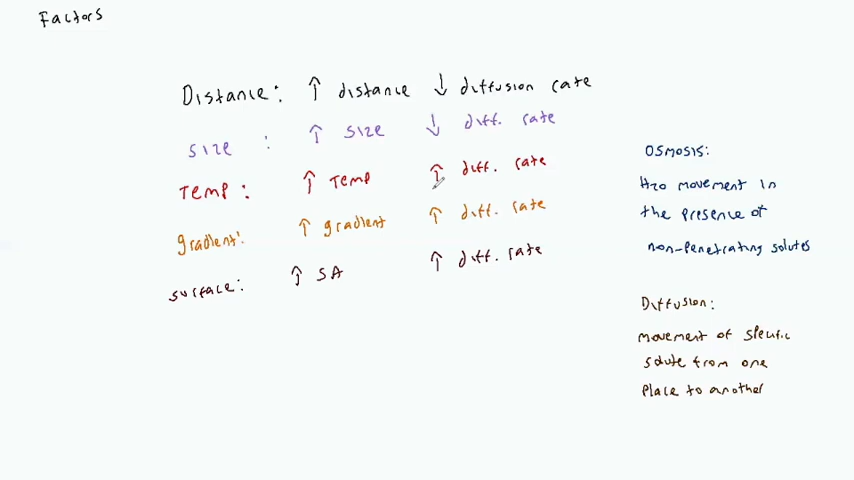 Factors
Distance: ↑ distance ↓ diffusion rate
size : ↑ size ↓ diff. rate
Temp: ↑ Temp ↑ diff. rate
gradient: ↑ gradient ↑ diff. rate
surface: ↑ SA ↑ diff. rate
Osmosis:
H2O movement in
the presence of
non-penetrating solutes
Diffusion:
movement of specific
solute from one
place to another